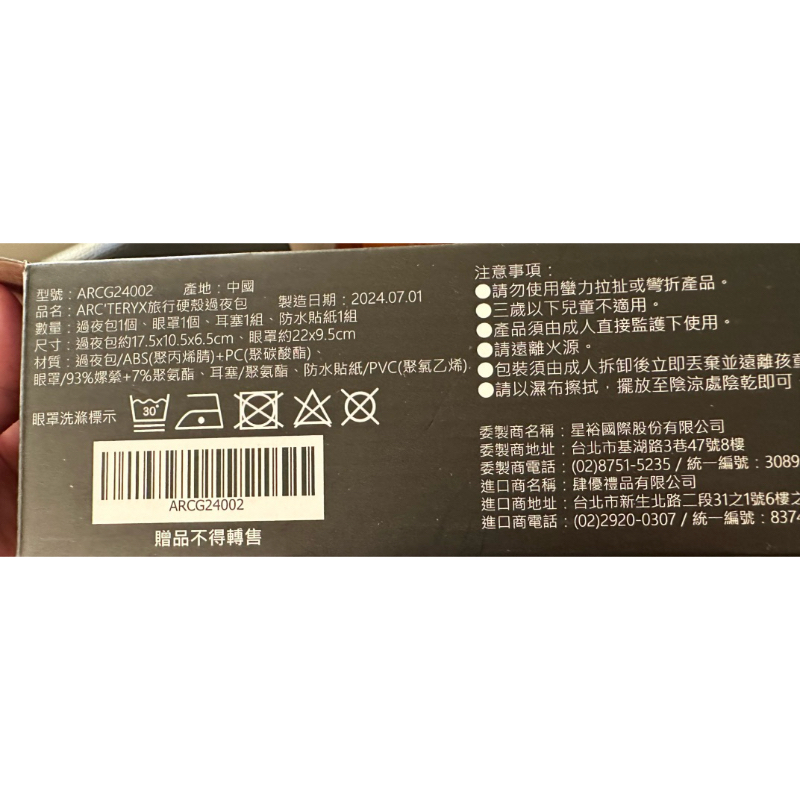 型號：ARCG24002 產地：中國
品名：ARC'TERYX旅行硬殼過夜包 製造日期：2024.07.01
數量：過夜包1個、眼罩1個、耳塞1組、防水貼紙1組
尺寸：過夜包約17.5x10.5x6.5cm、眼罩約22x9.5cm
材質：過夜包/ABS(聚丙烯腈)+PC(聚碳酸酯)、
眼罩/93%嫘縈+7%聚氨酯、耳塞/聚氨酯、防水貼紙/PVC(聚氯乙烯)
眼罩洗滌標示
30°
ARCG24002
贈品不得轉售
注意事項：
●請勿使用蠻力拉扯或彎折產品。
●三歲以下兒童不適用。
●產品須由成人直接監護下使用。
●請遠離火源。
●包裝須由成人拆卸後立即丟棄並遠離孩童
●請以濕布擦拭，擺放至陰涼處陰乾即可
委製商名稱：星裕國際股份有限公司
委製商地址：台北市基湖路3巷47號8樓
委製商電話：(02)8751-5235 / 統一編號：3089
進口商名稱：肆優禮品有限公司
進口商地址：台北市新生北路二段31之1號6樓之
進口商電話：(02)2920-0307 / 統一編號：8374